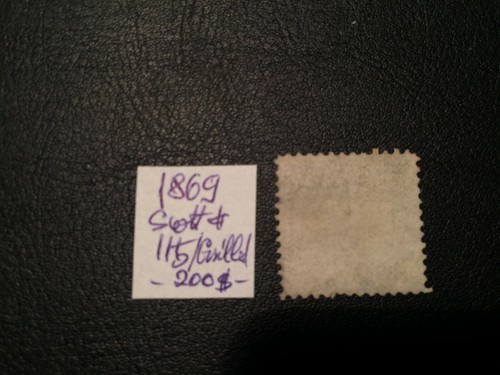 1869
Scott #
115/Grilled
- 200$ -